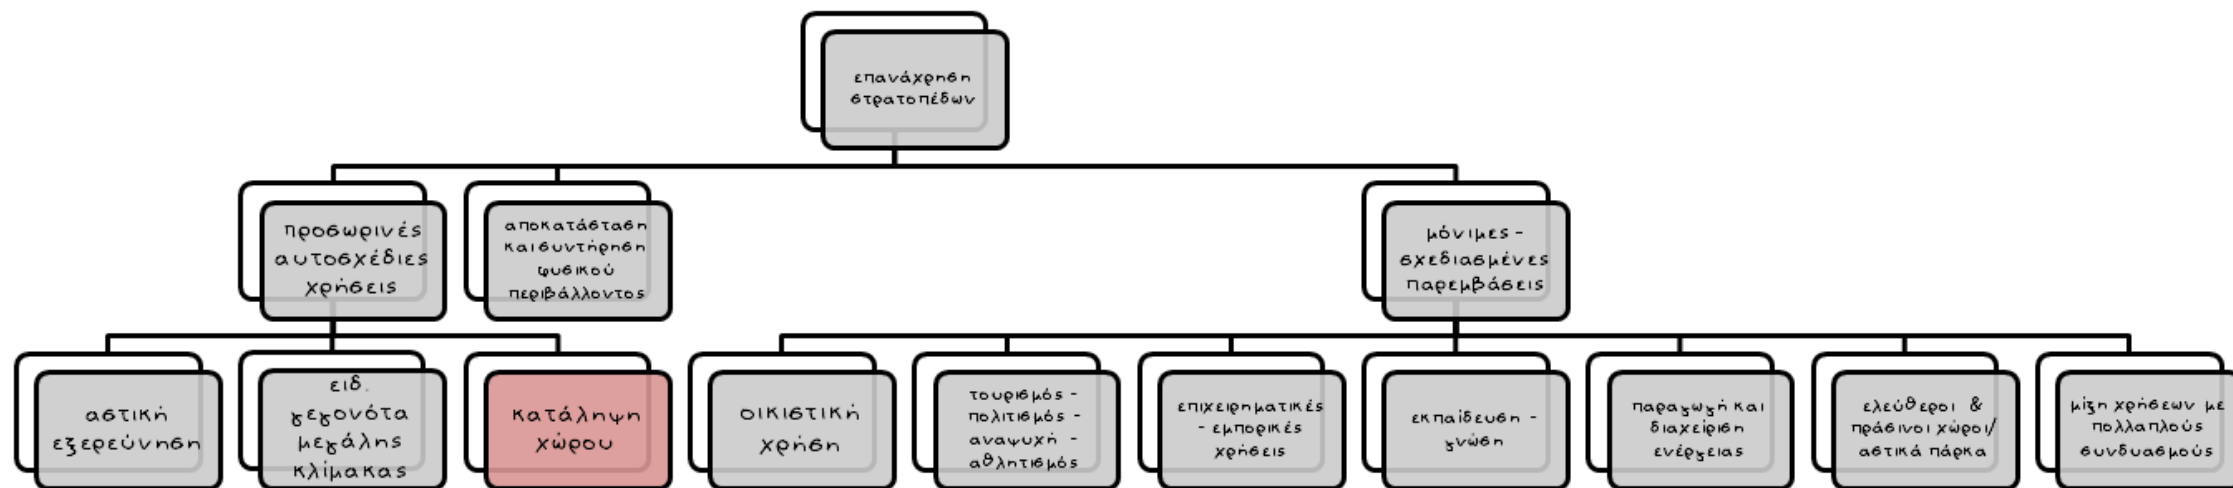 επανάχρηση
στρατοπέδων
προσωρινές
αυτοσχέδιες
χρήσεις
αποκατάσταση
και συντήρηση
φυσικού
περιβάλλοντος
μόνιμες -
σχεδιασμένες
παρεμβάσεις
αστική
εξερεύνηση
ειδ.
γεγονότα
μεγάλης
κλίμακας
κατάληψη
χώρου
οικιστική
χρήση
τουρισμός -
πολιτισμός -
αναψυχή -
αθλητισμός
επιχειρηματικές
- εμπορικές
χρήσεις
εκπαίδευση -
γνώση
παραγωγή και
διαχείριση
ενέργειας
ελεύθεροι &
πράσινοι χώροι/
αστικά πάρκα
μίξη χρήσεων με
πολλαπλούς
συνδυασμούς